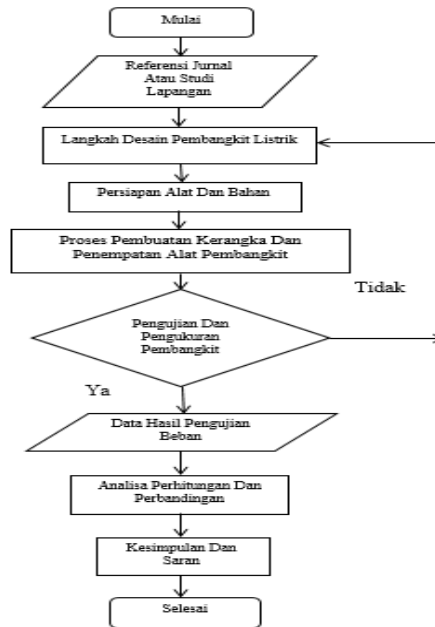 Mulai
Referensi Jurnal
Atau Studi
Lapangan
Langkah Desain Pembangkit Listrik
Persiapan Alat Dan Bahan
Proses Pembuatan Kerangka Dan
Penempatan Alat Pembangkit
Tidak
Pengujian Dan
Pengukuran
Pembangkit
Ya
Data Hasil Pengujian
Beban
Analisa Perhitungan Dan
Perbandingan
Kesimpulan Dan
Saran
Selesai